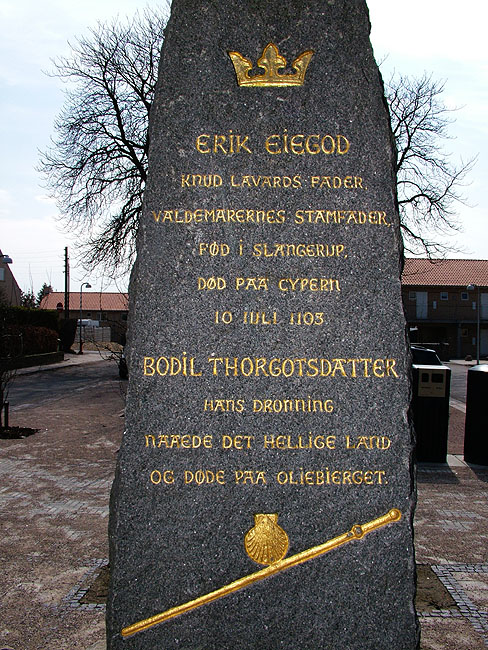 ERIK EIEGOD
KNUD LAVARDS FADER,
VALDEMARERNES STAMFADER,
FØD I SLANGERUP,
DØD PAA CYPERN
10 IULI 1103
BODIL THORGOTSDATTER
HANS DRONNING
NAAEDE DET HELLIGE LAND
OG DØDE PAA OLIEBIERGET.